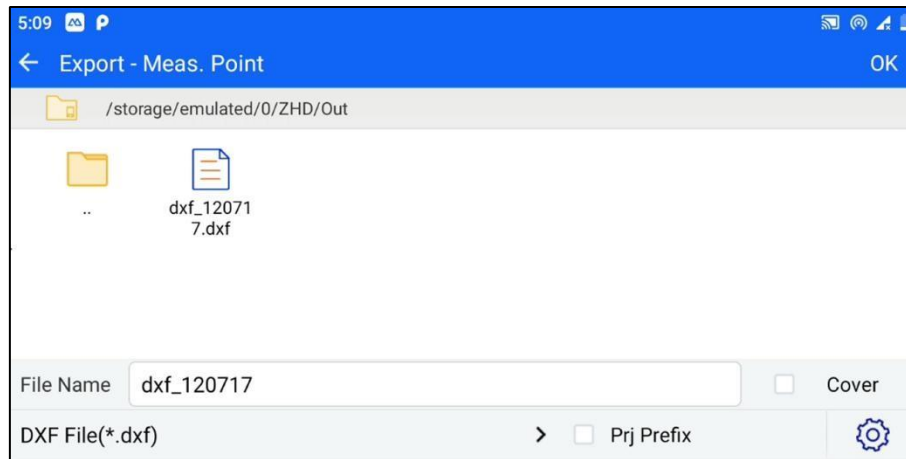 5:09
Export - Meas. Point
OK
/storage/emulated/0/ZHD/Out
..
dxf_12071
7.dxf
File Name
dxf_120717
Cover
DXF File(*.dxf)
Prj Prefix